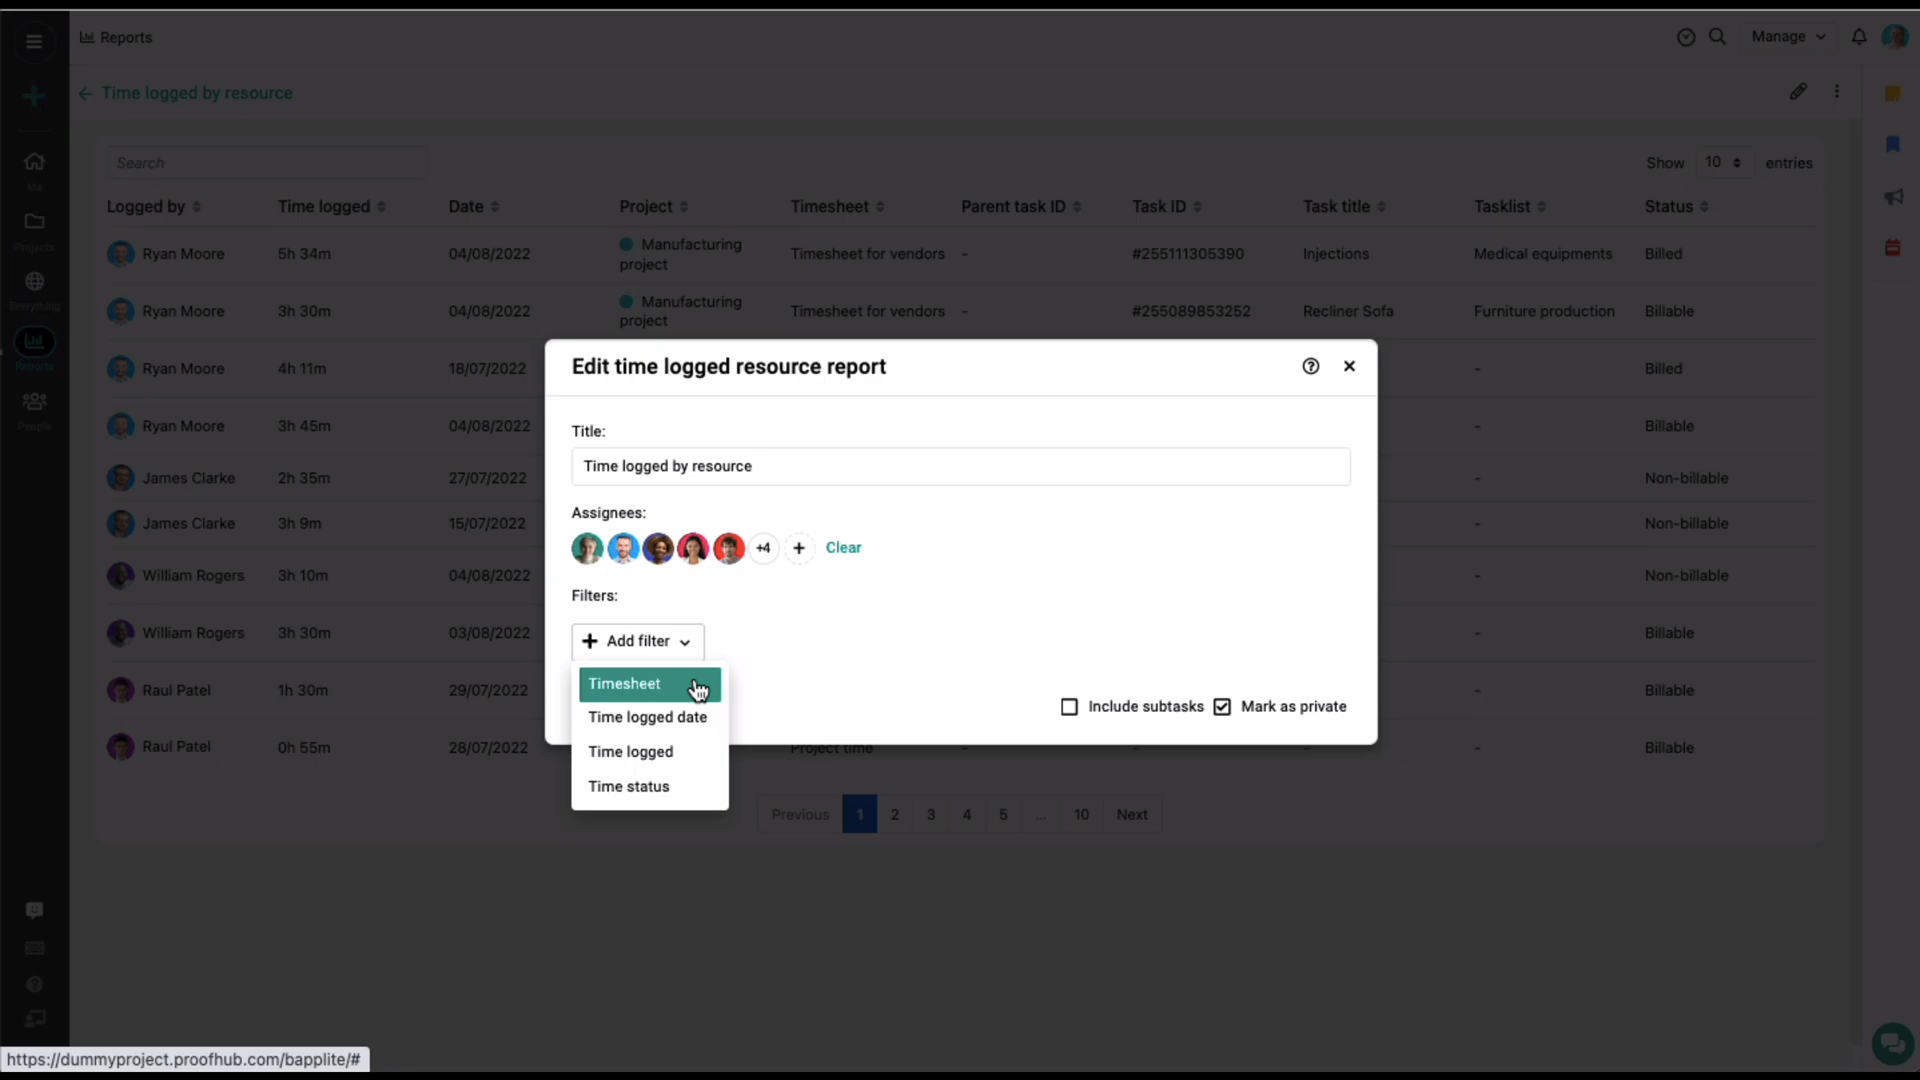 Reports
Manage
Time logged by resource
Search
Show 10 entries
Logged by Time logged Date Project Timesheet Parent task ID Task ID Task title Tasklist Status
Ryan Moore 5h 34m 04/08/2022 Manufacturing project Timesheet for vendors - #255111305390 Injections Medical equipments Billed
Ryan Moore 3h 30m 04/08/2022 Manufacturing project Timesheet for vendors - #255089853252 Recliner Sofa Furniture production Billable
Ryan Moore 4h 11m 18/07/2022 - Billed
Ryan Moore 3h 45m 04/08/2022 - Billable
James Clarke 2h 35m 27/07/2022 - Non-billable
James Clarke 3h 9m 15/07/2022 - Non-billable
William Rogers 3h 10m 04/08/2022 - Non-billable
William Rogers 3h 30m 03/08/2022 - Billable
Raul Patel 1h 30m 29/07/2022 - Billable
Raul Patel 0h 55m 28/07/2022 Project time - - - - Billable
Previous 1 2 3 4 5 ... 10 Next
Me
Projects
Everything
Reports
People
Edit time logged resource report
Title:
Time logged by resource
Assignees:
+4 Clear
Filters:
Add filter
Timesheet
Time logged date
Time logged
Time status
Include subtasks Mark as private
https://dummyproject.proofhub.com/bapplite/#